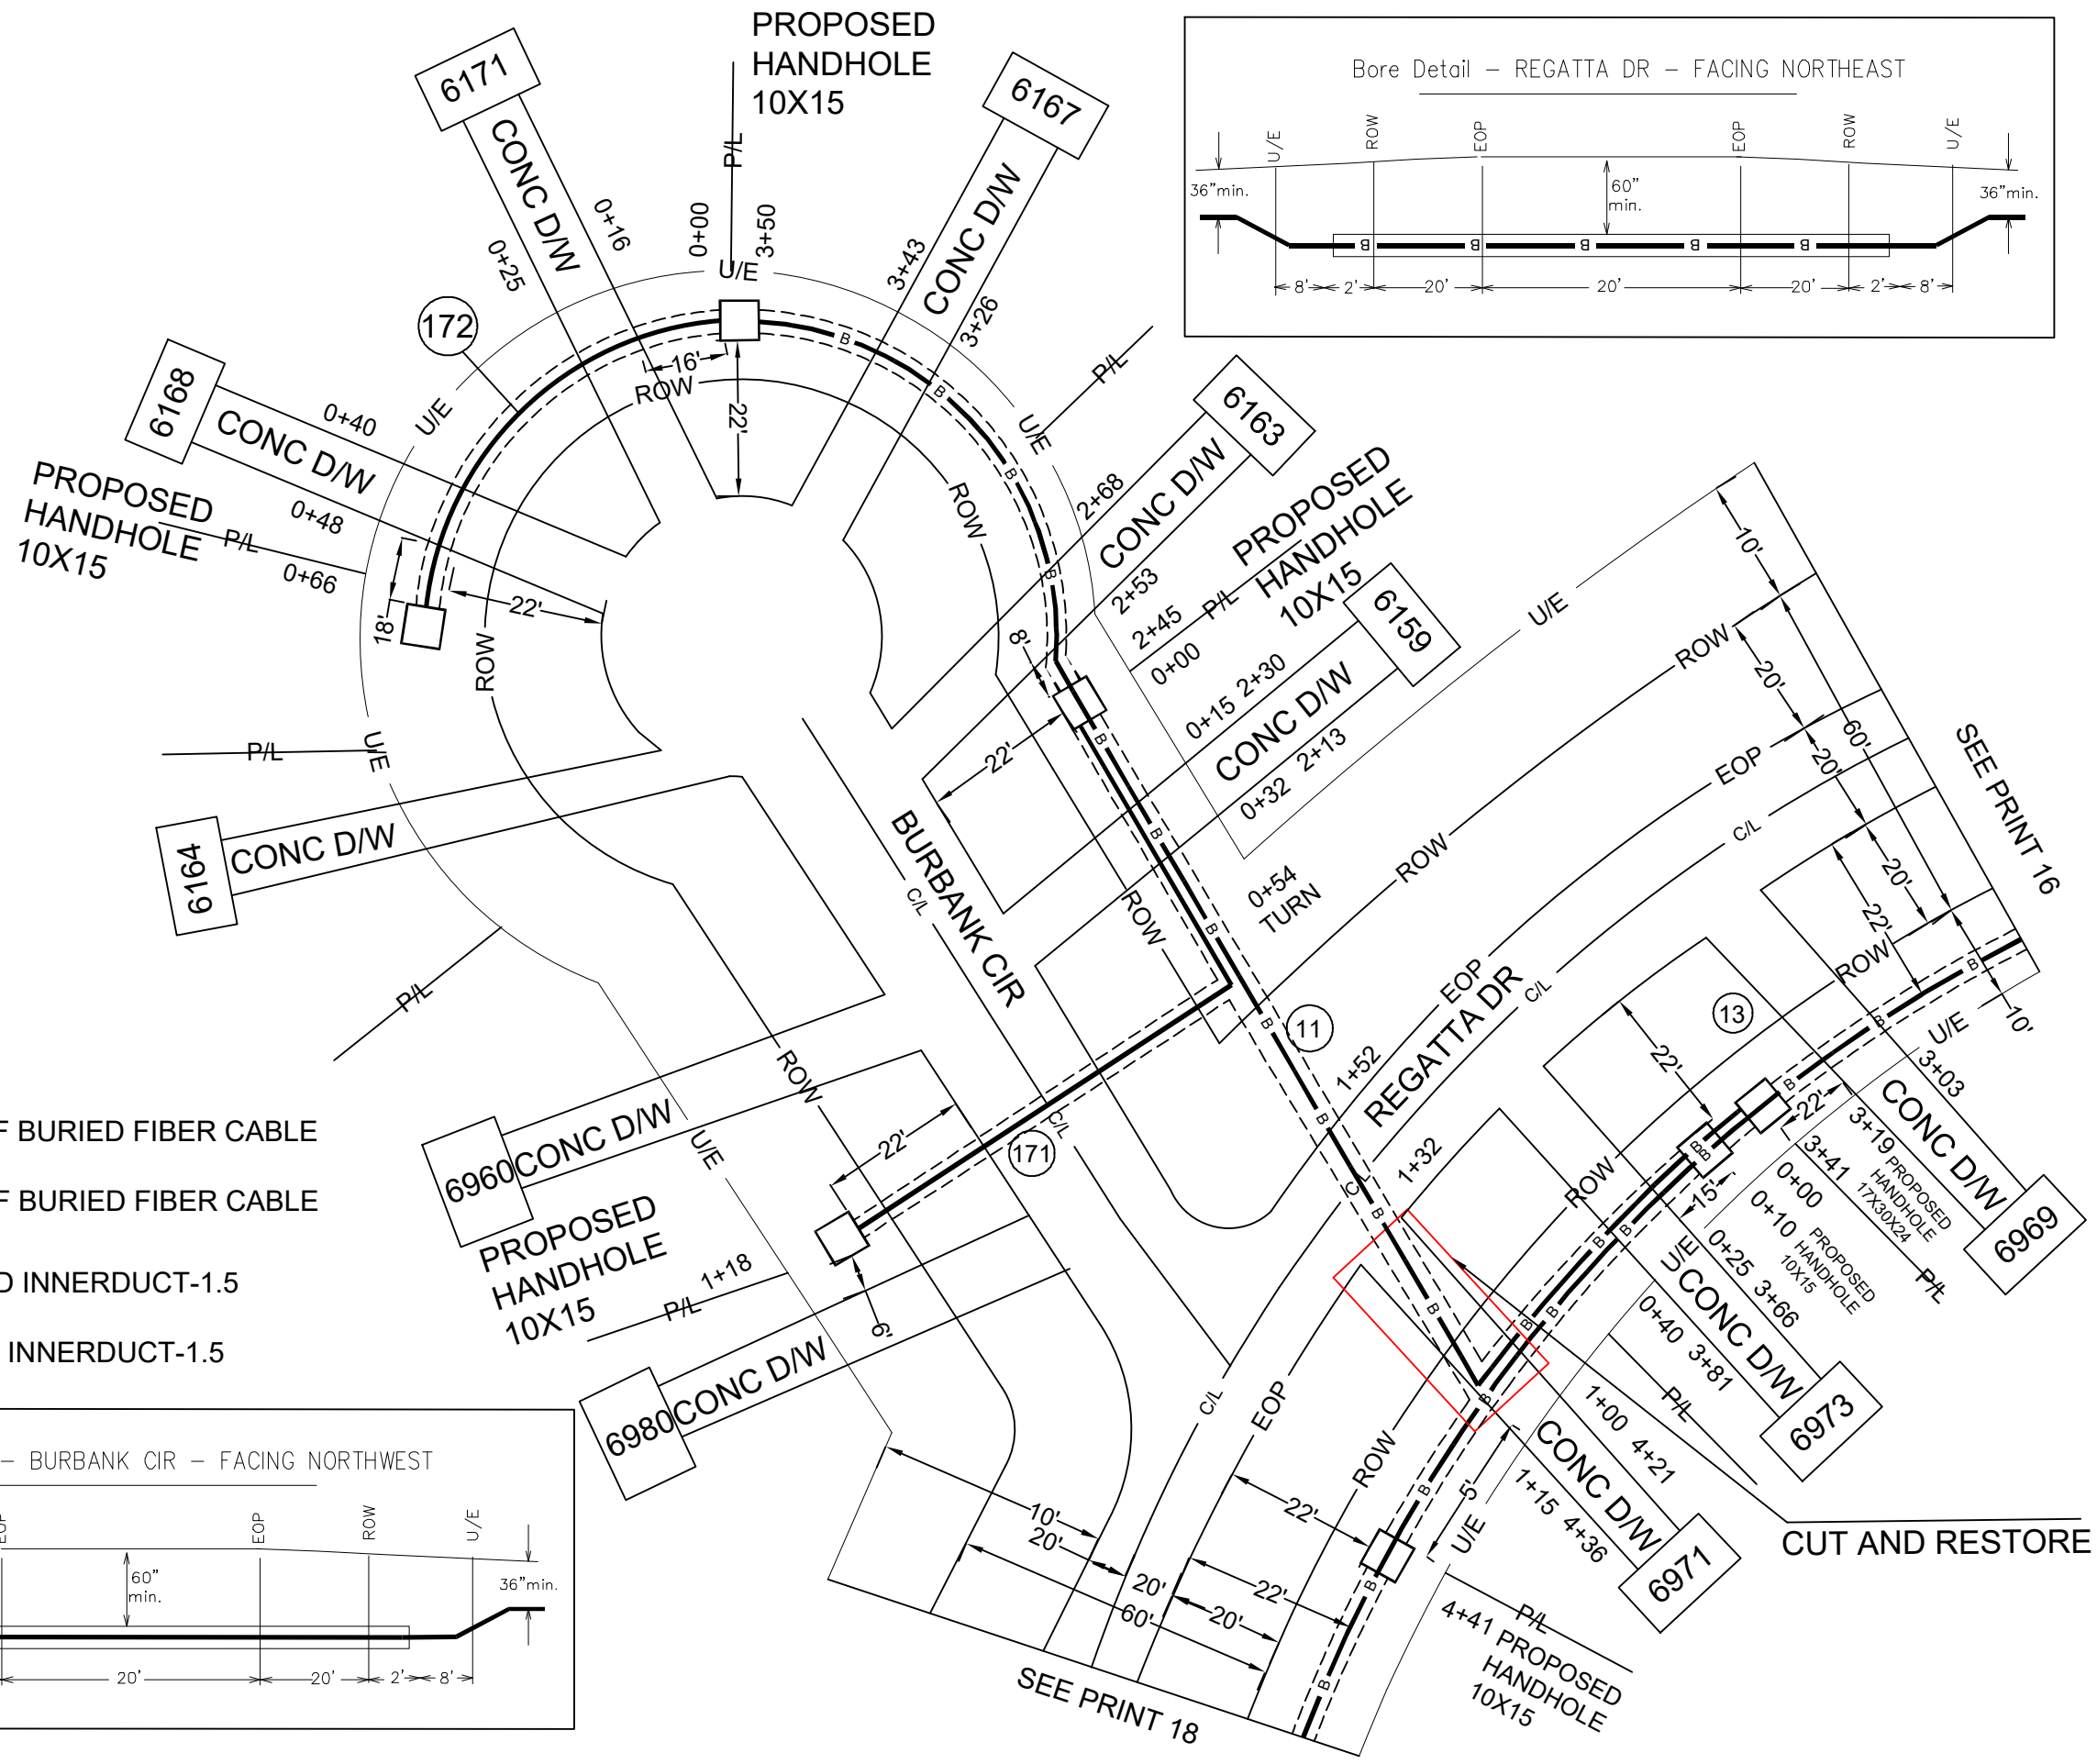 PROPOSED
HANDHOLE
10X15
6171
CONC D/W
0+25
0+16
0+00
P/L
3+50
U/E
3+43
CONC D/W
3+26
6167
Bore Detail – REGATTA DR – FACING NORTHEAST
U/E
ROW
EOP
EOP
ROW
U/E
36"min.
60"
min.
36"min.
B B B B B
8' 2' 20' 20' 20' 2' 8'
172
16'
ROW
22'
B
B
B
B
U/E
P/L
U/E
6168
CONC D/W
0+40
0+48
PROPOSED
HANDHOLE
10X15
P/L
0+66
18'
22'
ROW
ROW
6163
CONC D/W
2+68
2+53
2+45
P/L
0+00
PROPOSED
HANDHOLE
10X15
6159
CONC D/W
0+15 2+30
0+32 2+13
8'
22'
0+54
TURN
U/E
P/L
U/E
6164
CONC D/W
P/L
BURBANK CIR
C/L
ROW
B
B
B
B
B
B
C/L
B
B
11
ROW
ROW
EOP
C/L
10'
20'
60'
20'
20'
22'
10'
SEE PRINT 16
EOP
REGATTA DR
C/L
1+52
1+32
ROW
ROW
B
B
B
U/E
13
22'
22'
15'
3+03
CONC D/W
3+19
6969
PROPOSED
HANDHOLE
17X30X24
3+41
P/L
0+00
0+10
PROPOSED
HANDHOLE
10X15
U/E
0+25 3+66
CONC D/W
0+40 3+81
6973
P/L
1+00 4+21
CONC D/W
1+15 4+36
6971
CUT AND RESTORE
ROW
U/E
6960
CONC D/W
22'
C/L
171
PROPOSED
HANDHOLE
10X15
1+18
P/L
6'
6980
CONC D/W
F BURIED FIBER CABLE
F BURIED FIBER CABLE
D INNERDUCT-1.5
INNERDUCT-1.5
– BURBANK CIR – FACING NORTHWEST
EOP
EOP
ROW
U/E
60"
min.
36"min.
20' 20' 2' 8'
C/L
EOP
ROW
10'
20'
20'
60'
20'
22'
22'
5'
U/E
B
B
B
SEE PRINT 18
P/L
4+41 PROPOSED
HANDHOLE
10X15